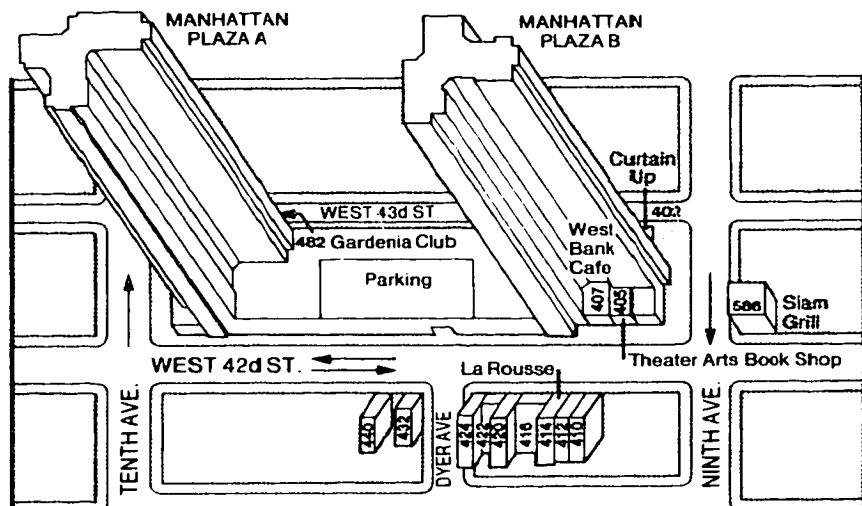 MANHATTAN
PLAZA A
MANHATTAN
PLAZA B
Curtain
Up
402
WEST 43d ST
482 Gardenia Club
West
Bank
Cafe
Parking
407
405
586
Siam
Grill
WEST 42d ST.
Theater Arts Book Shop
La Rousse
440
432
424
422
420
416
414
412
410
TENTH AVE.
DYER AVE
NINTH AVE.